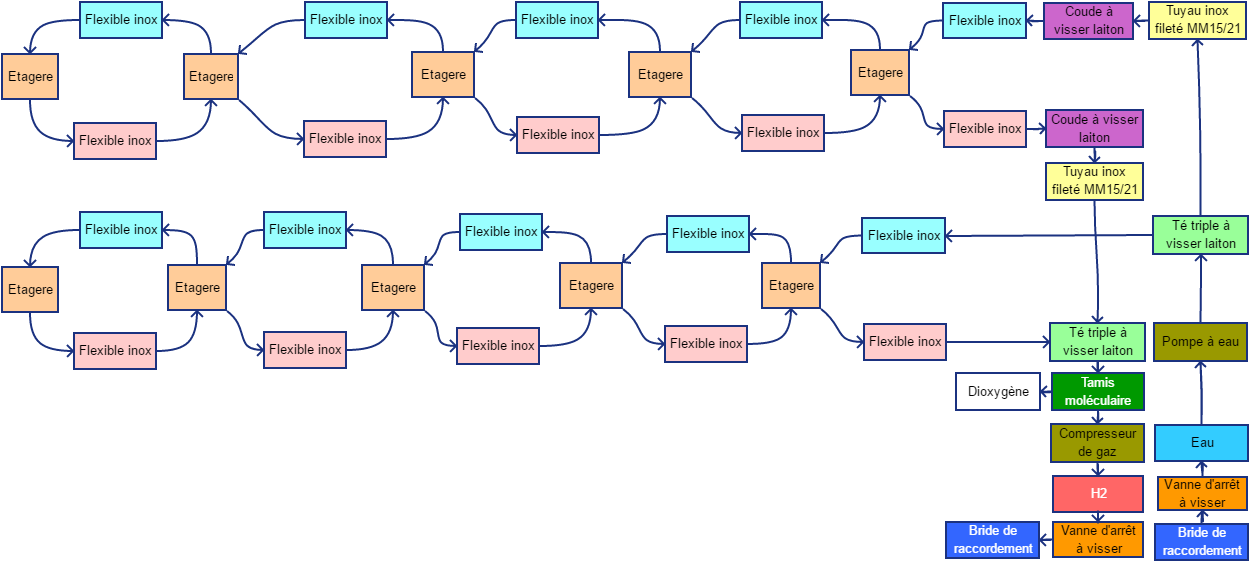 Flexible inox
Flexible inox
Flexible inox
Flexible inox
Flexible inox
Coude à
visser laiton
Tuyau inox
fileté MM15/21
Etagere
Etagere
Etagere
Etagere
Etagere
Flexible inox
Flexible inox
Flexible inox
Flexible inox
Flexible inox
Coude à visser
laiton
Tuyau inox
fileté MM15/21
Flexible inox
Flexible inox
Flexible inox
Flexible inox
Flexible inox
Té triple à
visser laiton
Etagere
Etagere
Etagere
Etagere
Etagere
Flexible inox
Flexible inox
Flexible inox
Flexible inox
Flexible inox
Té triple à
visser laiton
Pompe à eau
Dioxygène
Tamis
moléculaire
Compresseur
de gaz
Eau
H2
Vanne d'arrêt
à visser
Bride de
raccordement
Vanne d'arrêt
à visser
Bride de
raccordement